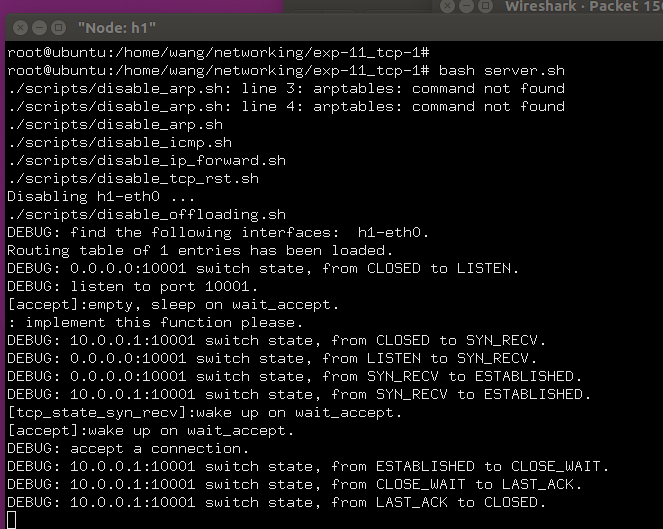 Wireshark · Packet 150
"Node: h1"
root@ubuntu:/home/wang/networking/exp-11_tcp-1#
root@ubuntu:/home/wang/networking/exp-11_tcp-1# bash server.sh
./scripts/disable_arp.sh: line 3: arptables: command not found
./scripts/disable_arp.sh: line 4: arptables: command not found
./scripts/disable_arp.sh
./scripts/disable_icmp.sh
./scripts/disable_ip_forward.sh
./scripts/disable_tcp_rst.sh
Disabling h1-eth0 ...
./scripts/disable_offloading.sh
DEBUG: find the following interfaces:  h1-eth0.
Routing table of 1 entries has been loaded.
DEBUG: 0.0.0.0:10001 switch state, from CLOSED to LISTEN.
DEBUG: listen to port 10001.
[accept]:empty, sleep on wait_accept.
: implement this function please.
DEBUG: 10.0.0.1:10001 switch state, from CLOSED to SYN_RECV.
DEBUG: 0.0.0.0:10001 switch state, from LISTEN to SYN_RECV.
DEBUG: 0.0.0.0:10001 switch state, from SYN_RECV to ESTABLISHED.
DEBUG: 10.0.0.1:10001 switch state, from SYN_RECV to ESTABLISHED.
[tcp_state_syn_recv]:wake up on wait_accept.
[accept]:wake up on wait_accept.
DEBUG: accept a connection.
DEBUG: 10.0.0.1:10001 switch state, from ESTABLISHED to CLOSE_WAIT.
DEBUG: 10.0.0.1:10001 switch state, from CLOSE_WAIT to LAST_ACK.
DEBUG: 10.0.0.1:10001 switch state, from LAST_ACK to CLOSED.